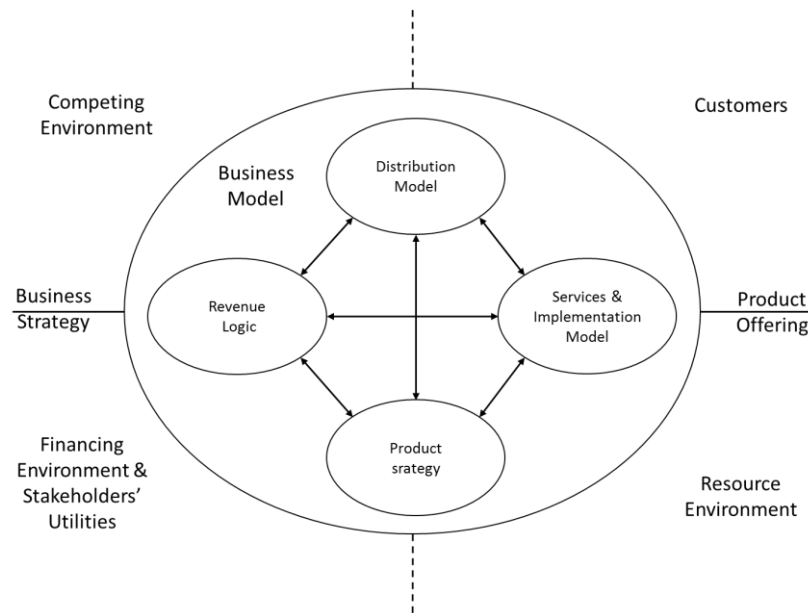 Competing
Environment
Customers
Business
Model
Distribution
Model
Business
Strategy
Revenue
Logic
Services &
Implementation
Model
Product
Offering
Product
srategy
Financing
Environment &
Stakeholders’
Utilities
Resource
Environment